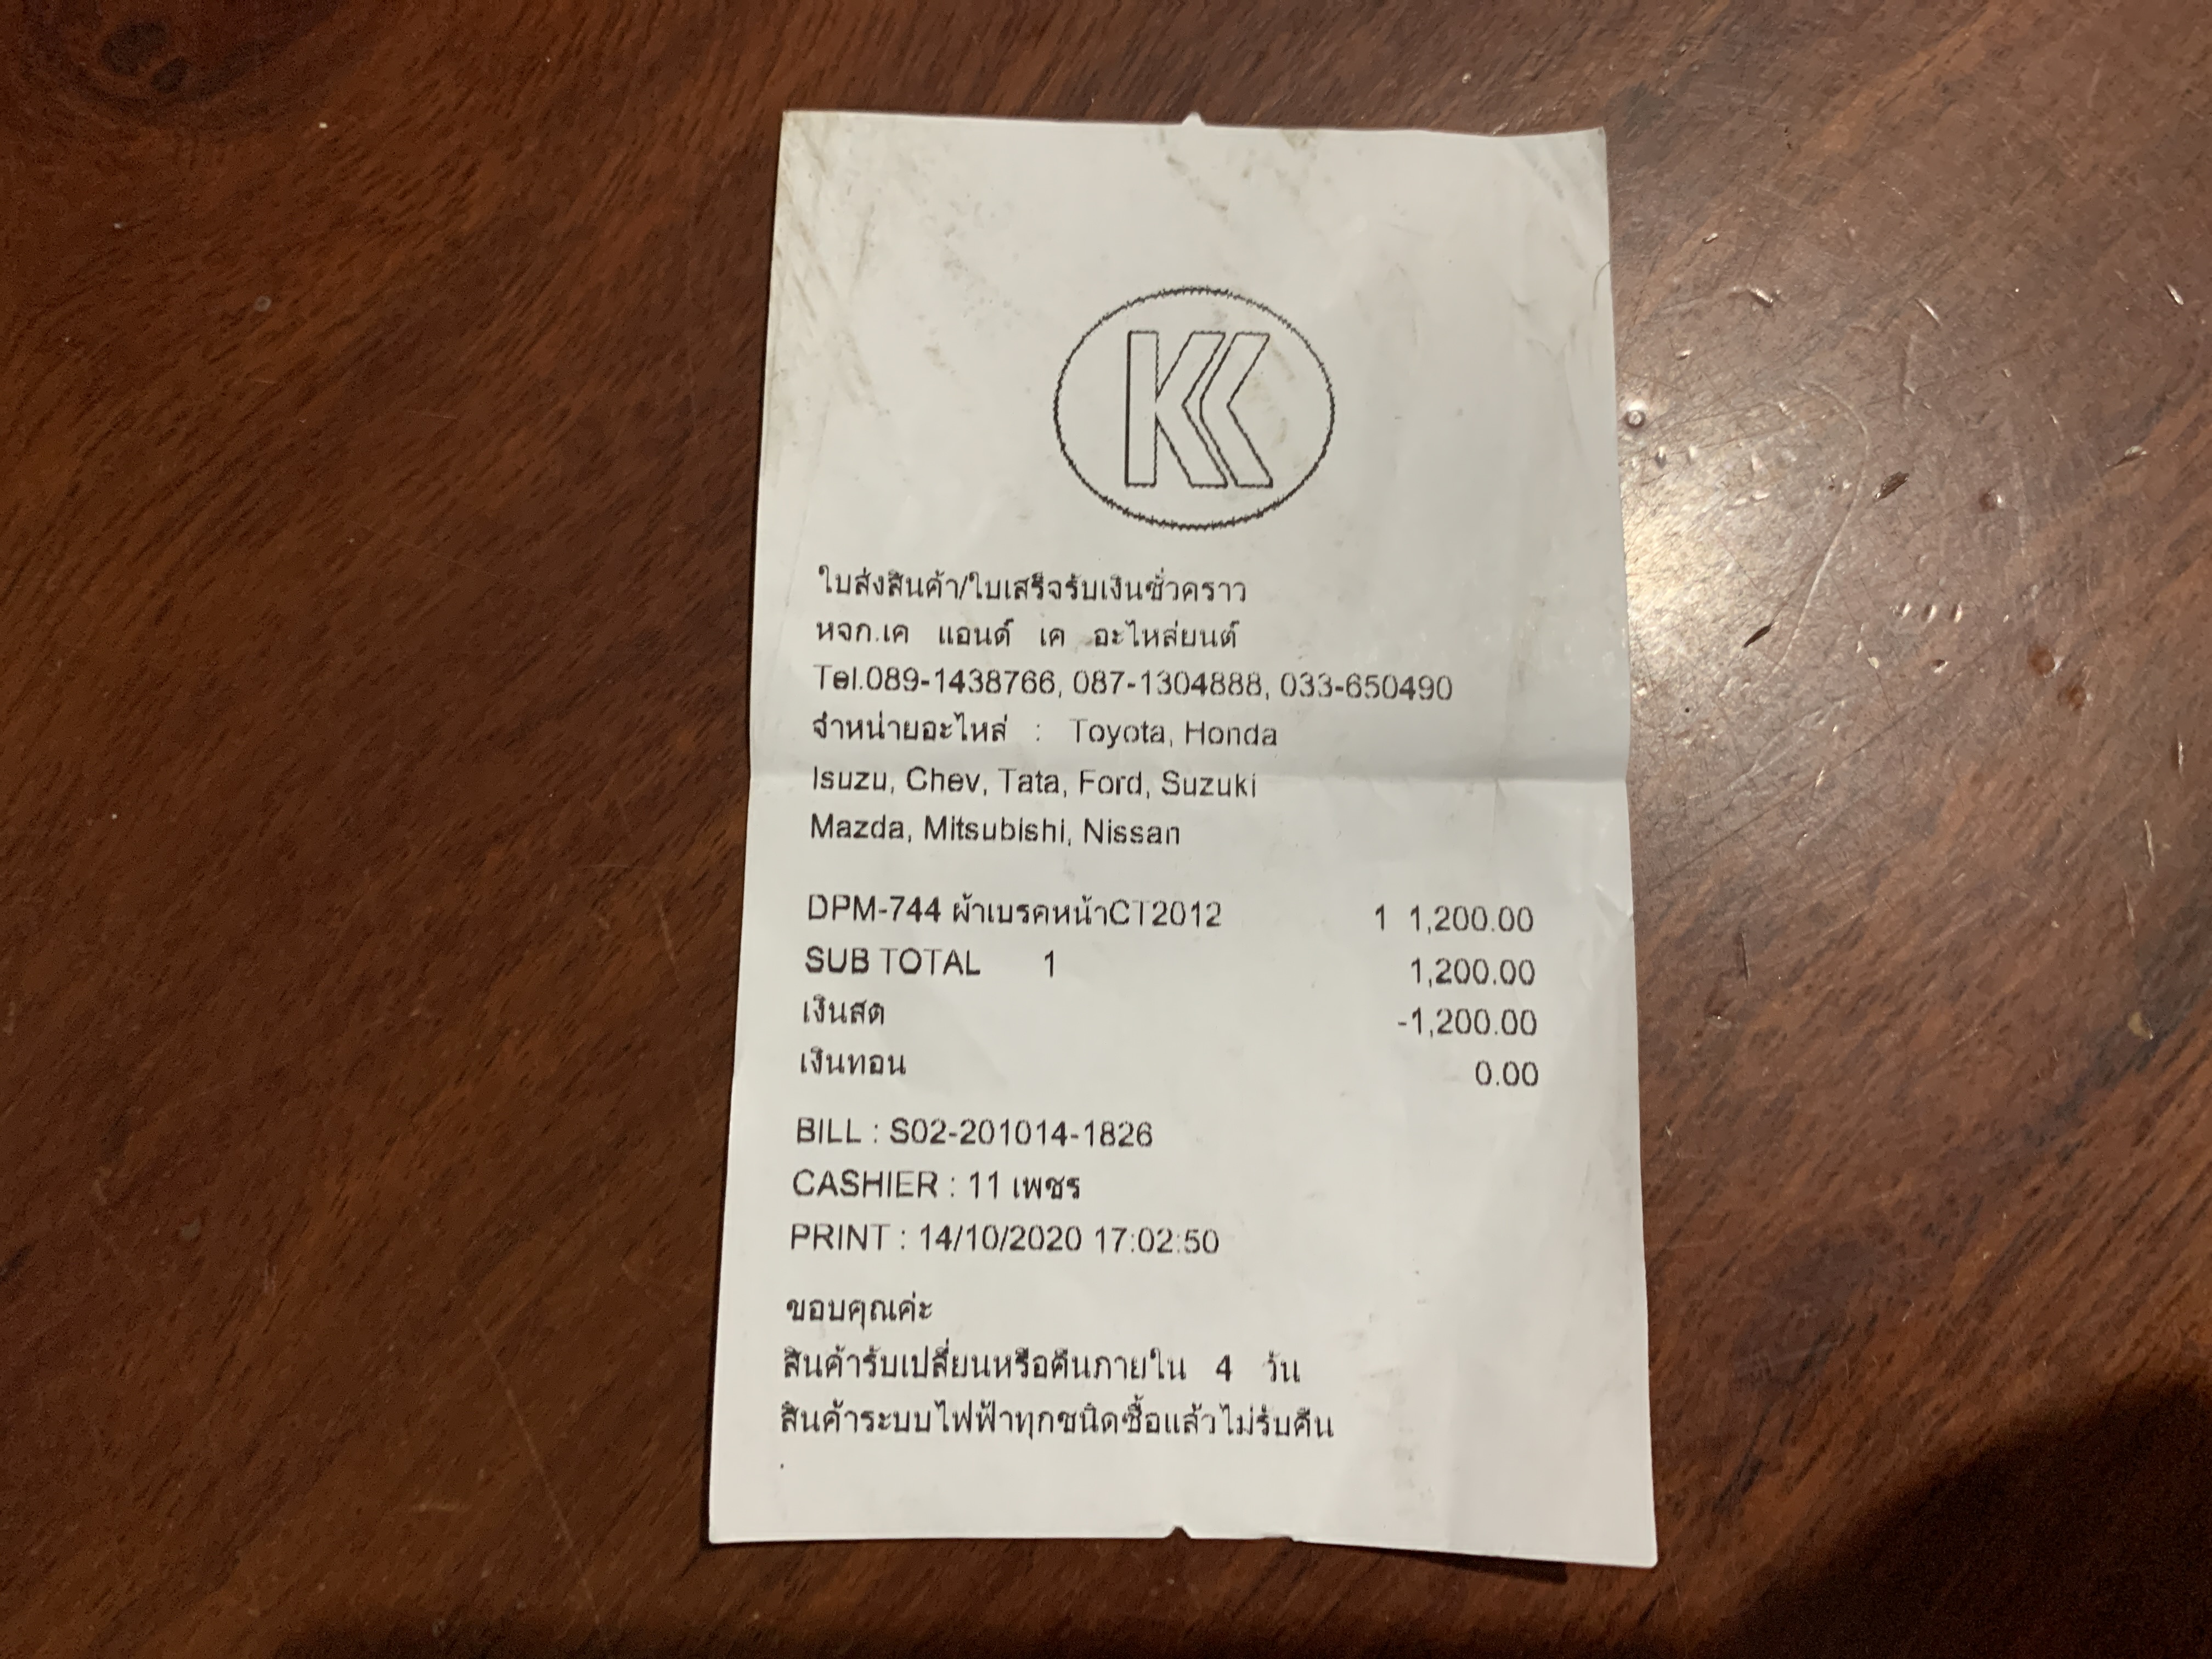 KK
ใบส่งสินค้า/ใบเสร็จรับเงินชั่วคราว
หจก.เค แอนด์ เค อะไหล่ยนต์
Tel.089-1438766, 087-1304888, 033-650490
จำหน่ายอะไหล่ : Toyota, Honda
Isuzu, Chev, Tata, Ford, Suzuki
Mazda, Mitsubishi, Nissan
DPM-744 ผ้าเบรคหน้าCT2012 1 1,200.00
SUB TOTAL 1 1,200.00
เงินสด -1,200.00
เงินทอน 0.00
BILL : S02-201014-1826
CASHIER : 11 เพชร
PRINT : 14/10/2020 17:02:50
ขอบคุณค่ะ
สินค้ารับเปลี่ยนหรือคืนภายใน 4 วัน
สินค้าระบบไฟฟ้าทุกชนิดซื้อแล้วไม่รับคืน
.